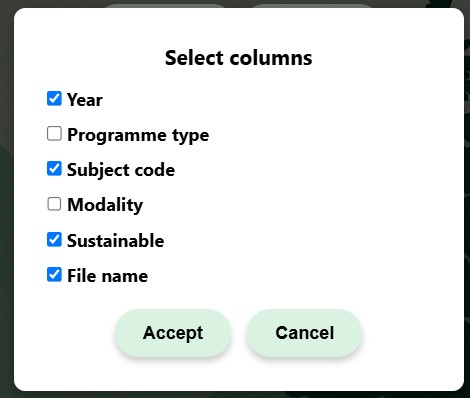 Select columns
Year
Programme type
Subject code
Modality
Sustainable
File name
Accept Cancel